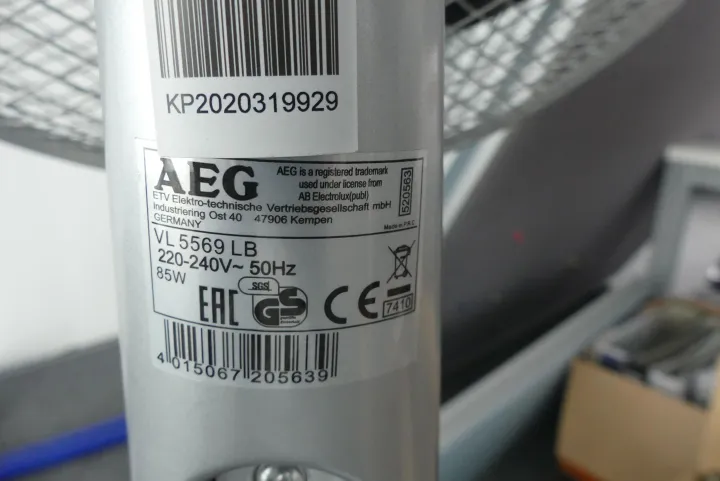 KP2020319929
AEG
AEG is a registered trademark
used under license from
AB Electrolux(publ)
520563
ETV Elektro-technische Vertriebsgesellschaft mbH
Industriering Ost 40 47906 Kempen
GERMANY
Made in P.R.C.
VL 5569 LB
220-240V~ 50Hz
85W
EAC
SGS
GS
CE
7410
4 015067 205639